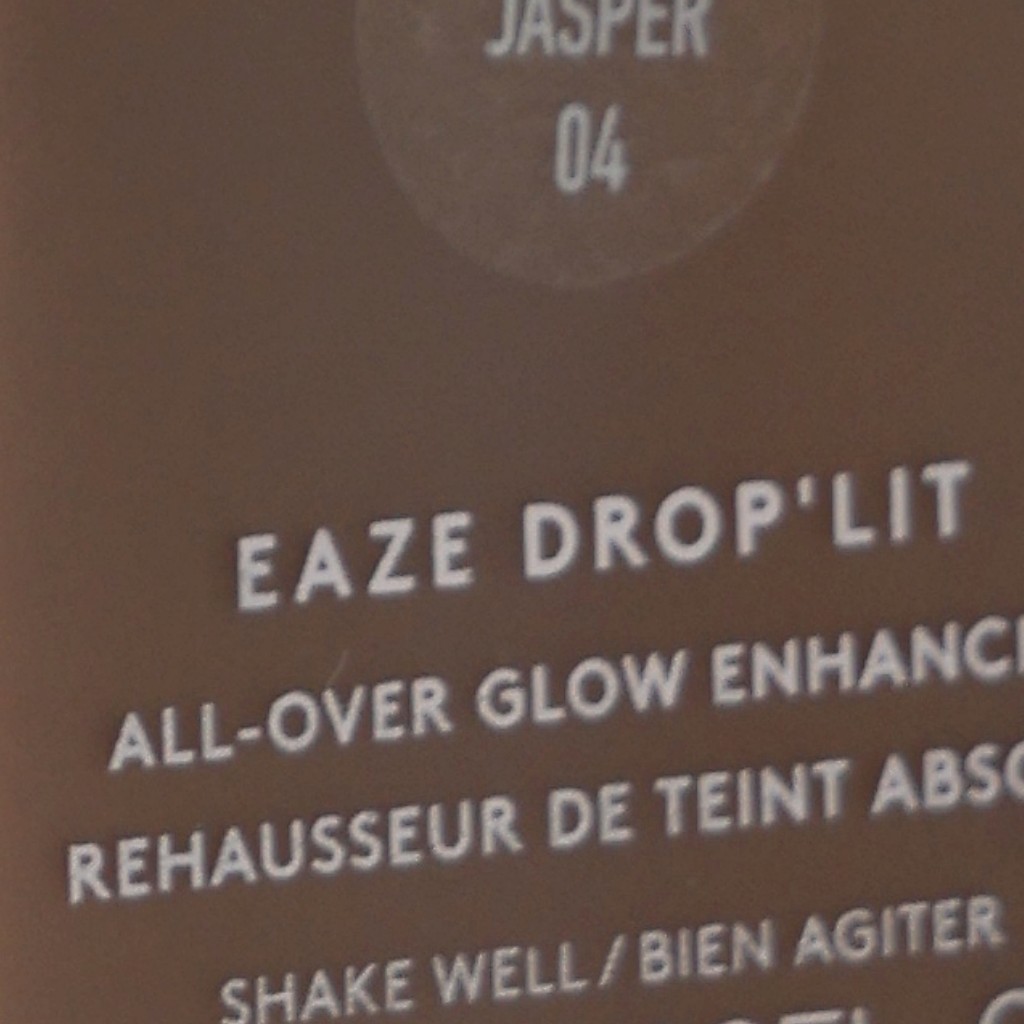 JASPER
04
EAZE DROP'LIT
ALL-OVER GLOW
REHAUSSEUR DE TEINT
SHAKE WELL / BIEN AGITER